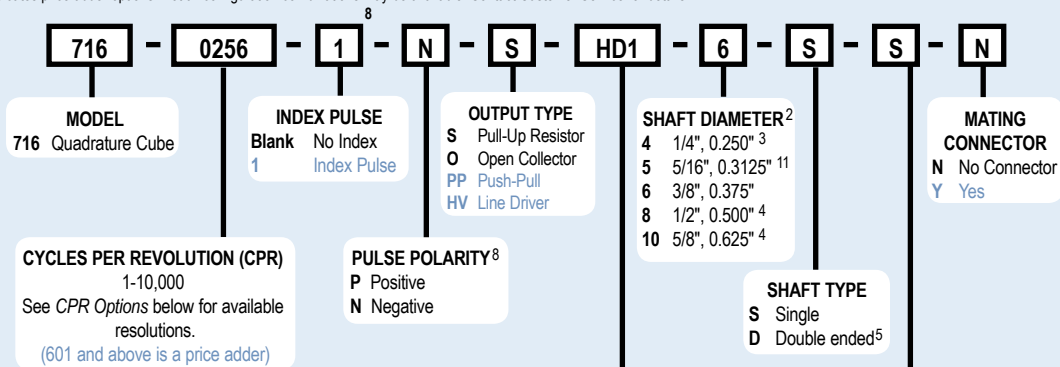 8
716 - 0256 - 1 - N - S - HD1 - 6 - S - S - N
MODEL
716 Quadrature Cube
INDEX PULSE
Blank No Index
1 Index Pulse
OUTPUT TYPE
S Pull-Up Resistor
O Open Collector
PP Push-Pull
HV Line Driver
SHAFT DIAMETER2
4 1/4", 0.250" 3
5 5/16", 0.3125" 11
6 3/8", 0.375"
8 1/2", 0.500" 4
10 5/8", 0.625" 4
MATING
CONNECTOR
N No Connector
Y Yes
CYCLES PER REVOLUTION (CPR)
1-10,000
See CPR Options below for available
resolutions.
(601 and above is a price adder)
PULSE POLARITY8
P Positive
N Negative
SHAFT TYPE
S Single
D Double ended5